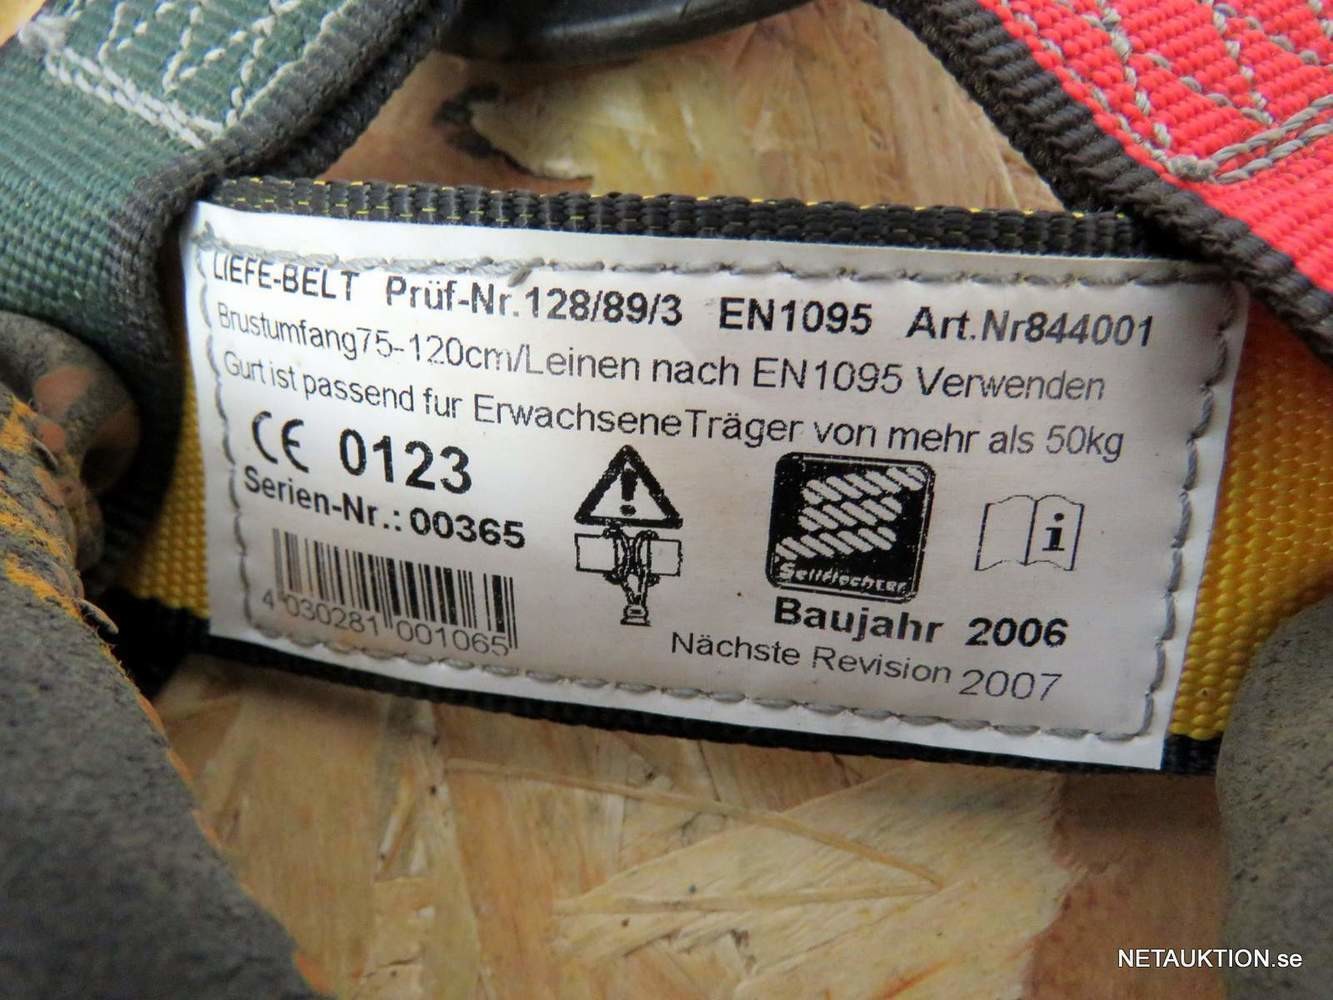 LIEFE-BELT Prüf-Nr.128/89/3 EN1095 Art.Nr844001
Brustumfang75-120cm/Leinen nach EN1095 Verwenden
Gurt ist passend fur ErwachseneTräger von mehr als 50kg
CE 0123
Serien-Nr.: 00365
4 030281 001065
Seilflechter
i
Baujahr 2006
Nächste Revision 2007
NETAUKTION.se